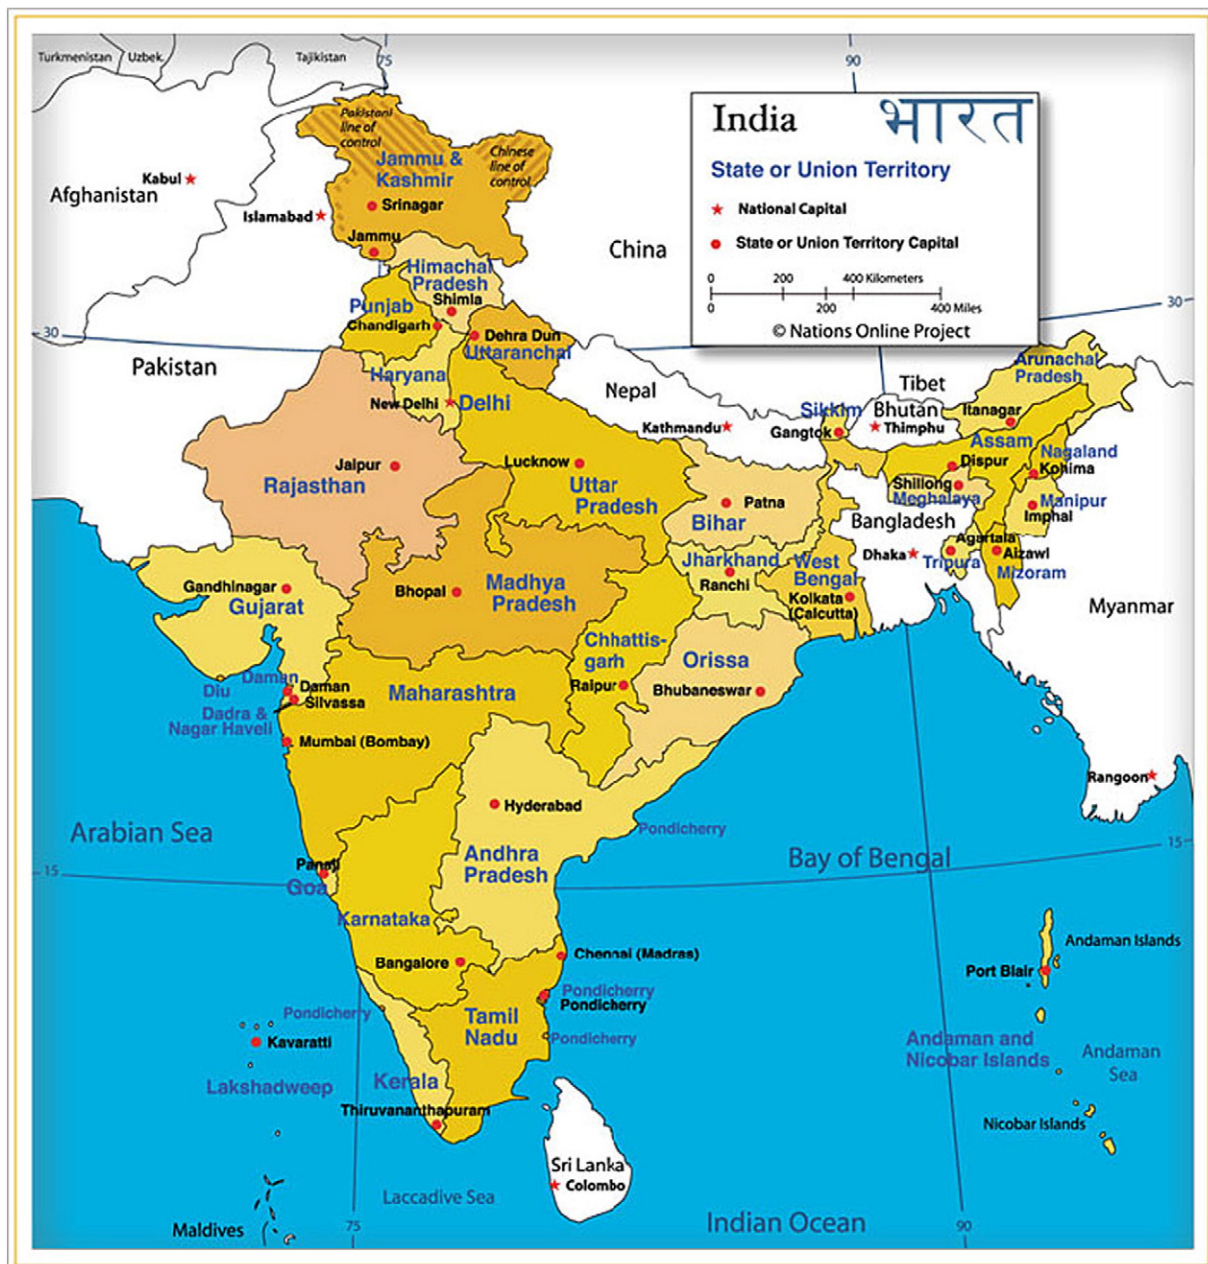 Turkmenistan
Uzbek.
Tajikistan
75
90
India भारत
State or Union Territory
National Capital
State or Union Territory Capital
0 200 400 Kilometers
0 200 400 Miles
© Nations Online Project
Pakistani
line of
control
Chinese
line of
control
Jammu &
Kashmir
Srinagar
Jammu
Kabul
Afghanistan
Islamabad
China
Himachal
Pradesh
Shimla
Punjab
Chandigarh
30
30
Dehra Dun
Uttaranchal
Pakistan
Haryana
New Delhi
Delhi
Nepal
Kathmandu
Tibet
Sikkim
Gangtok
Bhutan
Thimphu
Arunachal
Pradesh
Itanagar
Assam
Dispur
Nagaland
Kohima
Shillong
Meghalaya
Manipur
Imphal
Bangladesh
Dhaka
Agartala
Tripura
Aizawl
Mizoram
Myanmar
Jaipur
Rajasthan
Lucknow
Uttar
Pradesh
Patna
Bihar
Jharkhand
Ranchi
West
Bengal
Kolkata
(Calcutta)
Gandhinagar
Gujarat
Bhopal
Madhya
Pradesh
Chhattis-
garh
Raipur
Orissa
Bhubaneswar
Daman
Diu
Daman
Silvassa
Dadra &
Nagar Haveli
Maharashtra
Mumbai (Bombay)
Rangoon
Hyderabad
Pondicherry
Arabian Sea
Andhra
Pradesh
Bay of Bengal
15
15
Panaji
Goa
Karnataka
Bangalore
Chennai (Madras)
Andaman Islands
Port Blair
Pondicherry
Pondicherry
Pondicherry
Tamil
Nadu
Pondicherry
Kavaratti
Lakshadweep
Kerala
Thiruvananthapuram
Andaman and
Nicobar Islands
Andaman
Sea
Nicobar Islands
Sri Lanka
Colombo
Laccadive Sea
Maldives
Indian Ocean
75
90